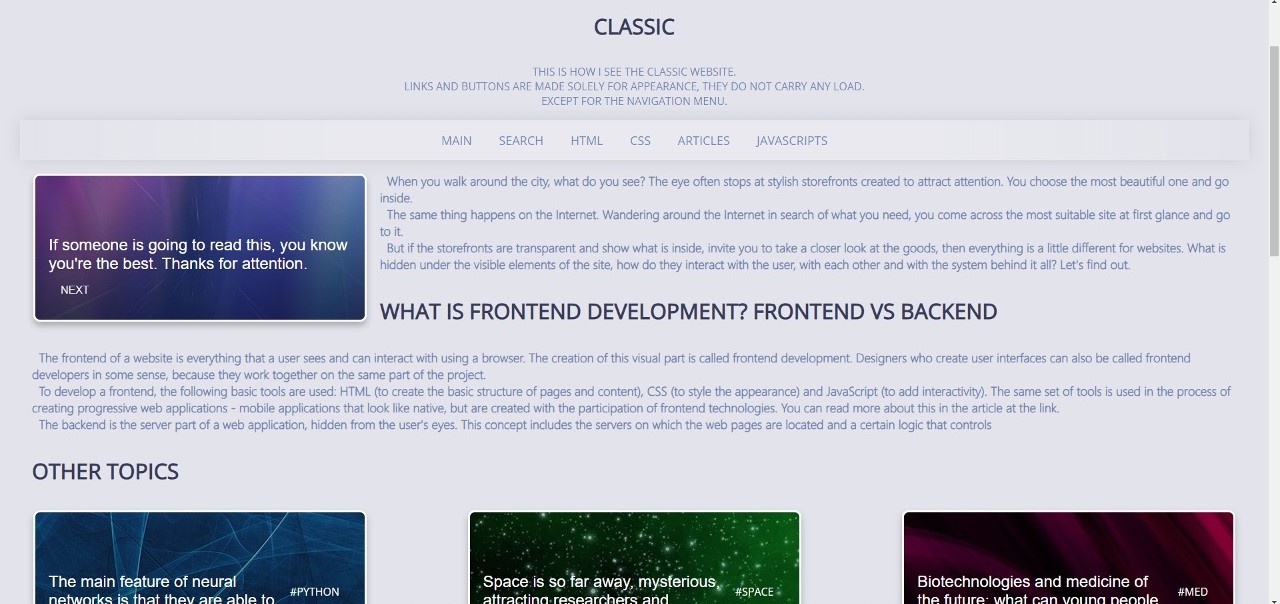 CLASSIC
THIS IS HOW I SEE THE CLASSIC WEBSITE.
LINKS AND BUTTONS ARE MADE SOLELY FOR APPEARANCE, THEY DO NOT CARRY ANY LOAD.
EXCEPT FOR THE NAVIGATION MENU.
MAIN SEARCH HTML CSS ARTICLES JAVASCRIPTS
If someone is going to read this, you know
you're the best. Thanks for attention.
NEXT
When you walk around the city, what do you see? The eye often stops at stylish storefronts created to attract attention. You choose the most beautiful one and go
inside.
The same thing happens on the Internet. Wandering around the Internet in search of what you need, you come across the most suitable site at first glance and go
to it.
But if the storefronts are transparent and show what is inside, invite you to take a closer look at the goods, then everything is a little different for websites. What is
hidden under the visible elements of the site, how do they interact with the user, with each other and with the system behind it all? Let's find out.
WHAT IS FRONTEND DEVELOPMENT? FRONTEND VS BACKEND
The frontend of a website is everything that a user sees and can interact with using a browser. The creation of this visual part is called frontend development. Designers who create user interfaces can also be called frontend
developers in some sense, because they work together on the same part of the project.
To develop a frontend, the following basic tools are used: HTML (to create the basic structure of pages and content), CSS (to style the appearance) and JavaScript (to add interactivity). The same set of tools is used in the process of
creating progressive web applications - mobile applications that look like native, but are created with the participation of frontend technologies. You can read more about this in the article at the link.
The backend is the server part of a web application, hidden from the user's eyes. This concept includes the servers on which the web pages are located and a certain logic that controls
OTHER TOPICS
The main feature of neural
networks is that they are able to
#PYTHON
Space is so far away, mysterious,
attracting researchers and
#SPACE
Biotechnologies and medicine of
the future: what can young people
#MED